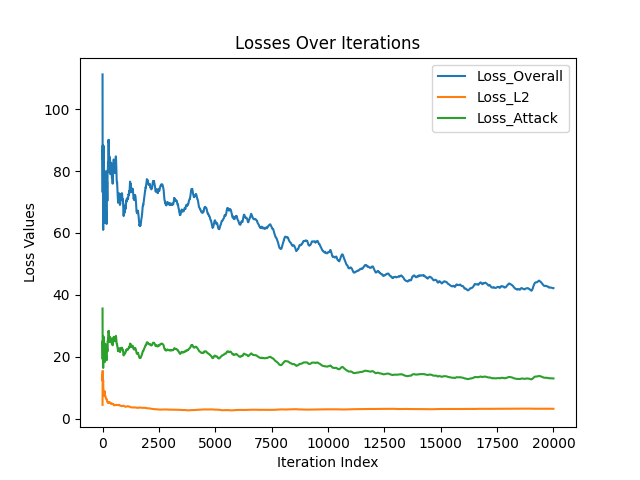 Losses Over Iterations
Loss_Overall
Loss_L2
Loss_Attack
Loss Values
100
80
60
40
20
0
0 2500 5000 7500 10000 12500 15000 17500 20000
Iteration Index